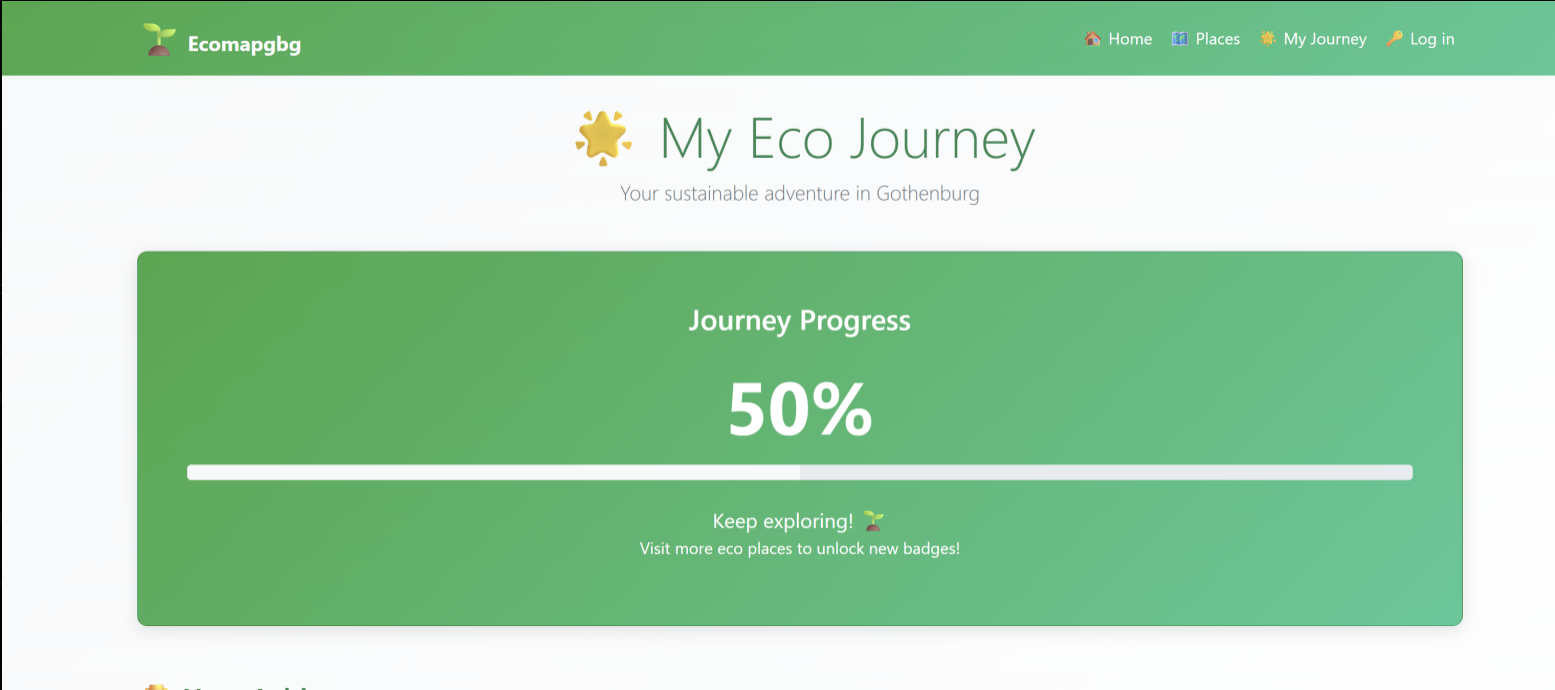 Ecomapgbg
Home Places My Journey Log in
My Eco Journey
Your sustainable adventure in Gothenburg
Journey Progress
50%
Keep exploring!
Visit more eco places to unlock new badges!